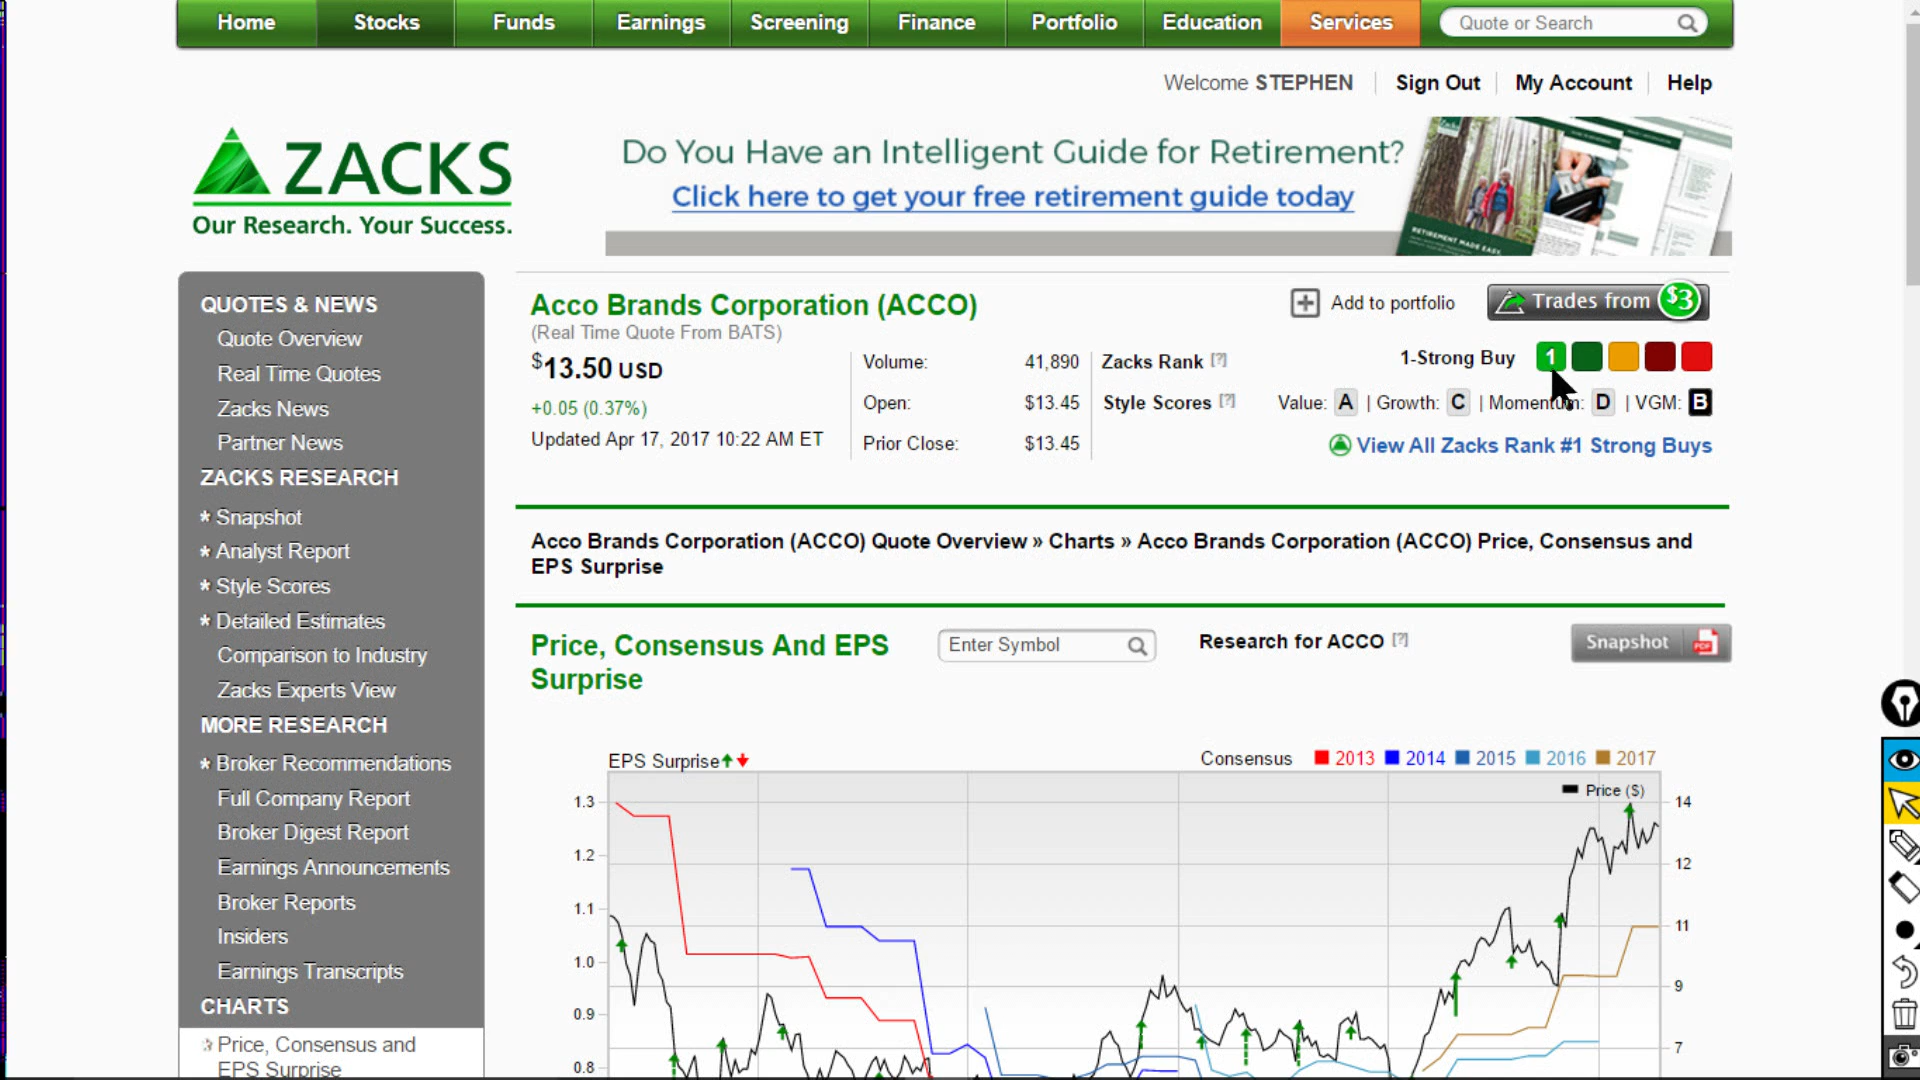 Home Stocks Funds Earnings Screening Finance Portfolio Education Services Quote or Search
Welcome STEPHEN Sign Out My Account Help
ZACKS
Our Research. Your Success.
Do You Have an Intelligent Guide for Retirement?
Click here to get your free retirement guide today
RETIREMENT MADE EASY
QUOTES & NEWS
Quote Overview
Real Time Quotes
Zacks News
Partner News
ZACKS RESEARCH
* Snapshot
* Analyst Report
* Style Scores
* Detailed Estimates
Comparison to Industry
Zacks Experts View
MORE RESEARCH
* Broker Recommendations
Full Company Report
Broker Digest Report
Earnings Announcements
Broker Reports
Insiders
Earnings Transcripts
CHARTS
Price, Consensus and
EPS Surprise
Acco Brands Corporation (ACCO)
(Real Time Quote From BATS)
$13.50 USD
+0.05 (0.37%)
Updated Apr 17, 2017 10:22 AM ET
Volume: 41,890
Open: $13.45
Prior Close: $13.45
Add to portfolio
Trades from $3
Zacks Rank [?] 1-Strong Buy 1
Style Scores [?] Value: A | Growth: C | Momentum: D | VGM: B
View All Zacks Rank #1 Strong Buys
Acco Brands Corporation (ACCO) Quote Overview » Charts » Acco Brands Corporation (ACCO) Price, Consensus and
EPS Surprise
Price, Consensus And EPS
Surprise
Enter Symbol
Research for ACCO [?]
Snapshot PDF
EPS Surprise
Consensus 2013 2014 2015 2016 2017
Price ($)
1.3
1.2
1.1
1.0
0.9
0.8
14
12
11
9
7